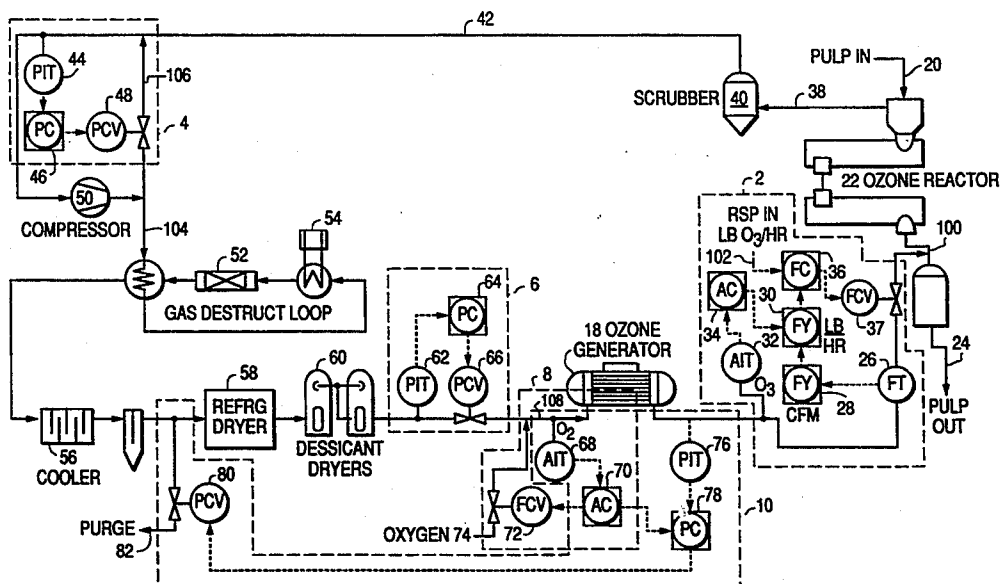 42
PIT
44
106
48
PC
PCV
4
46
50
COMPRESSOR
104
54
52
GAS DESTRUCT LOOP
PULP IN
20
SCRUBBER
40
38
22 OZONE REACTOR
2
RSP IN
LB O3/HR
102
100
FC
36
AC
30
FCV
34
FY
LB
HR
37
32
AIT
26
24
FY
FT
O3
28
CFM
PULP
OUT
6
64
PC
18 OZONE
GENERATOR
60
62
66
58
PIT
PCV
8
REFRG
DRYER
108
O2
56
COOLER
DESSICANT
DRYERS
68
AIT
76
PIT
80
70
78
PCV
FCV
AC
10
PC
PURGE
82
OXYGEN 74
72